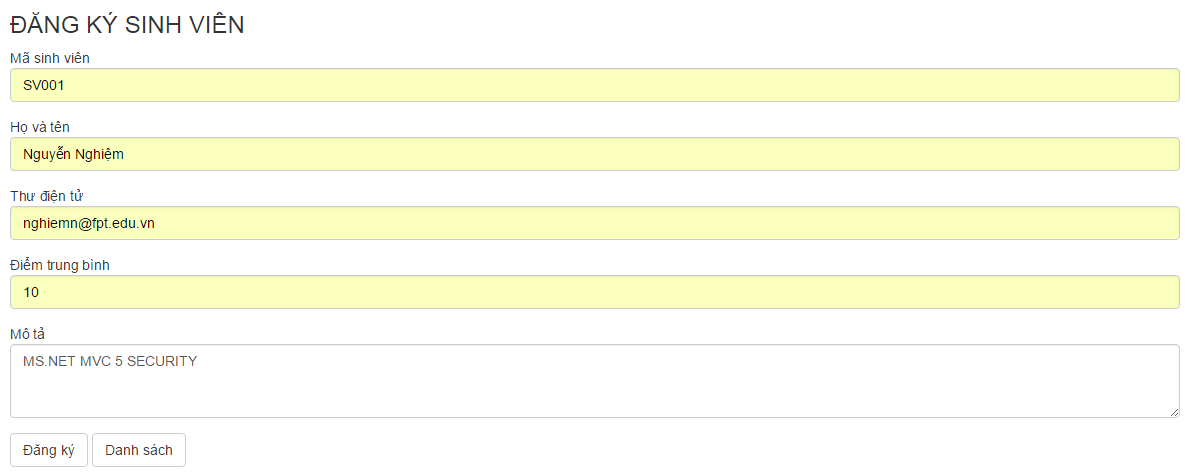 ĐĂNG KÝ SINH VIÊN
Mã sinh viên
SV001
Họ và tên
Nguyễn Nghiệm
Thư điện tử
nghiemn@fpt.edu.vn
Điểm trung bình
10
Mô tả
MS.NET MVC 5 SECURITY
Đăng ký Danh sách